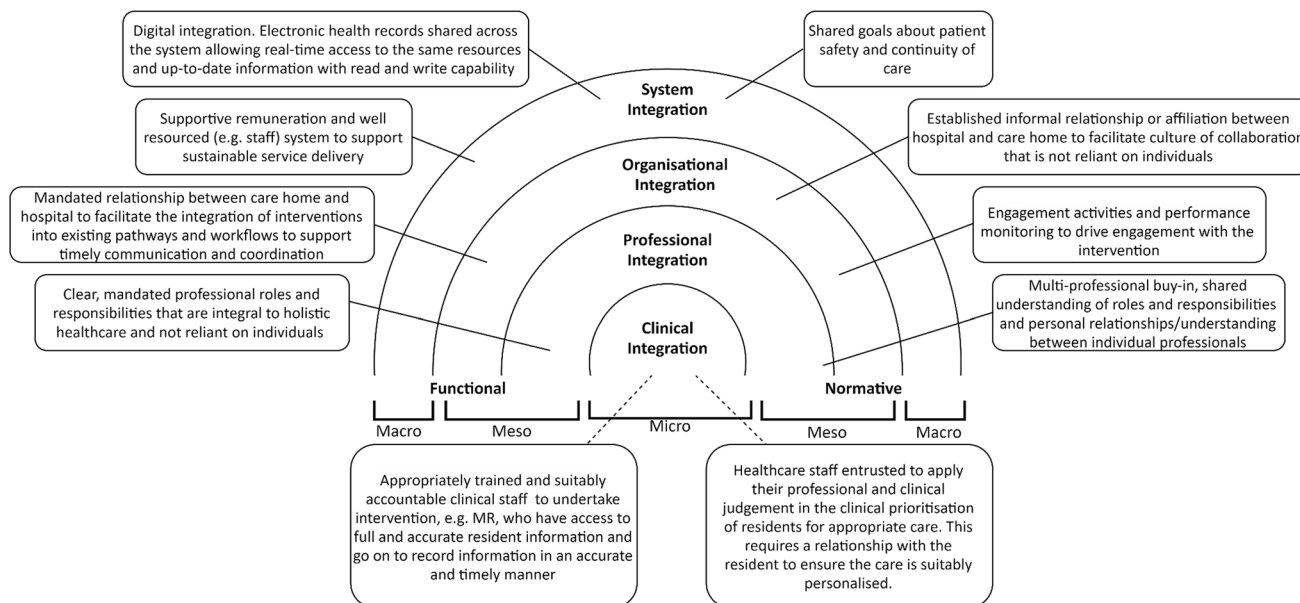 Digital integration. Electronic health records shared across
the system allowing real-time access to the same resources
and up-to-date information with read and write capability
Shared goals about patient
safety and continuity of
care
System
Integration
Supportive remuneration and well
resourced (e.g. staff) system to support
sustainable service delivery
Established informal relationship or affiliation between
hospital and care home to facilitate culture of collaboration
that is not reliant on individuals
Organisational
Integration
Mandated relationship between care home and
hospital to facilitate the integration of interventions
into existing pathways and workflows to support
timely communication and coordination
Engagement activities and performance
monitoring to drive engagement with the
intervention
Professional
Integration
Clear, mandated professional roles and
responsibilities that are integral to holistic
healthcare and not reliant on individuals
Multi-professional buy-in, shared
understanding of roles and responsibilities
and personal relationships/understanding
between individual professionals
Clinical
Integration
Functional
Normative
Macro
Meso
Micro
Meso
Macro
Appropriately trained and suitably
accountable clinical staff to undertake
intervention, e.g. MR, who have access to
full and accurate resident information and
go on to record information in an accurate
and timely manner
Healthcare staff entrusted to apply
their professional and clinical
judgement in the clinical prioritisation
of residents for appropriate care. This
requires a relationship with the
resident to ensure the care is suitably
personalised.